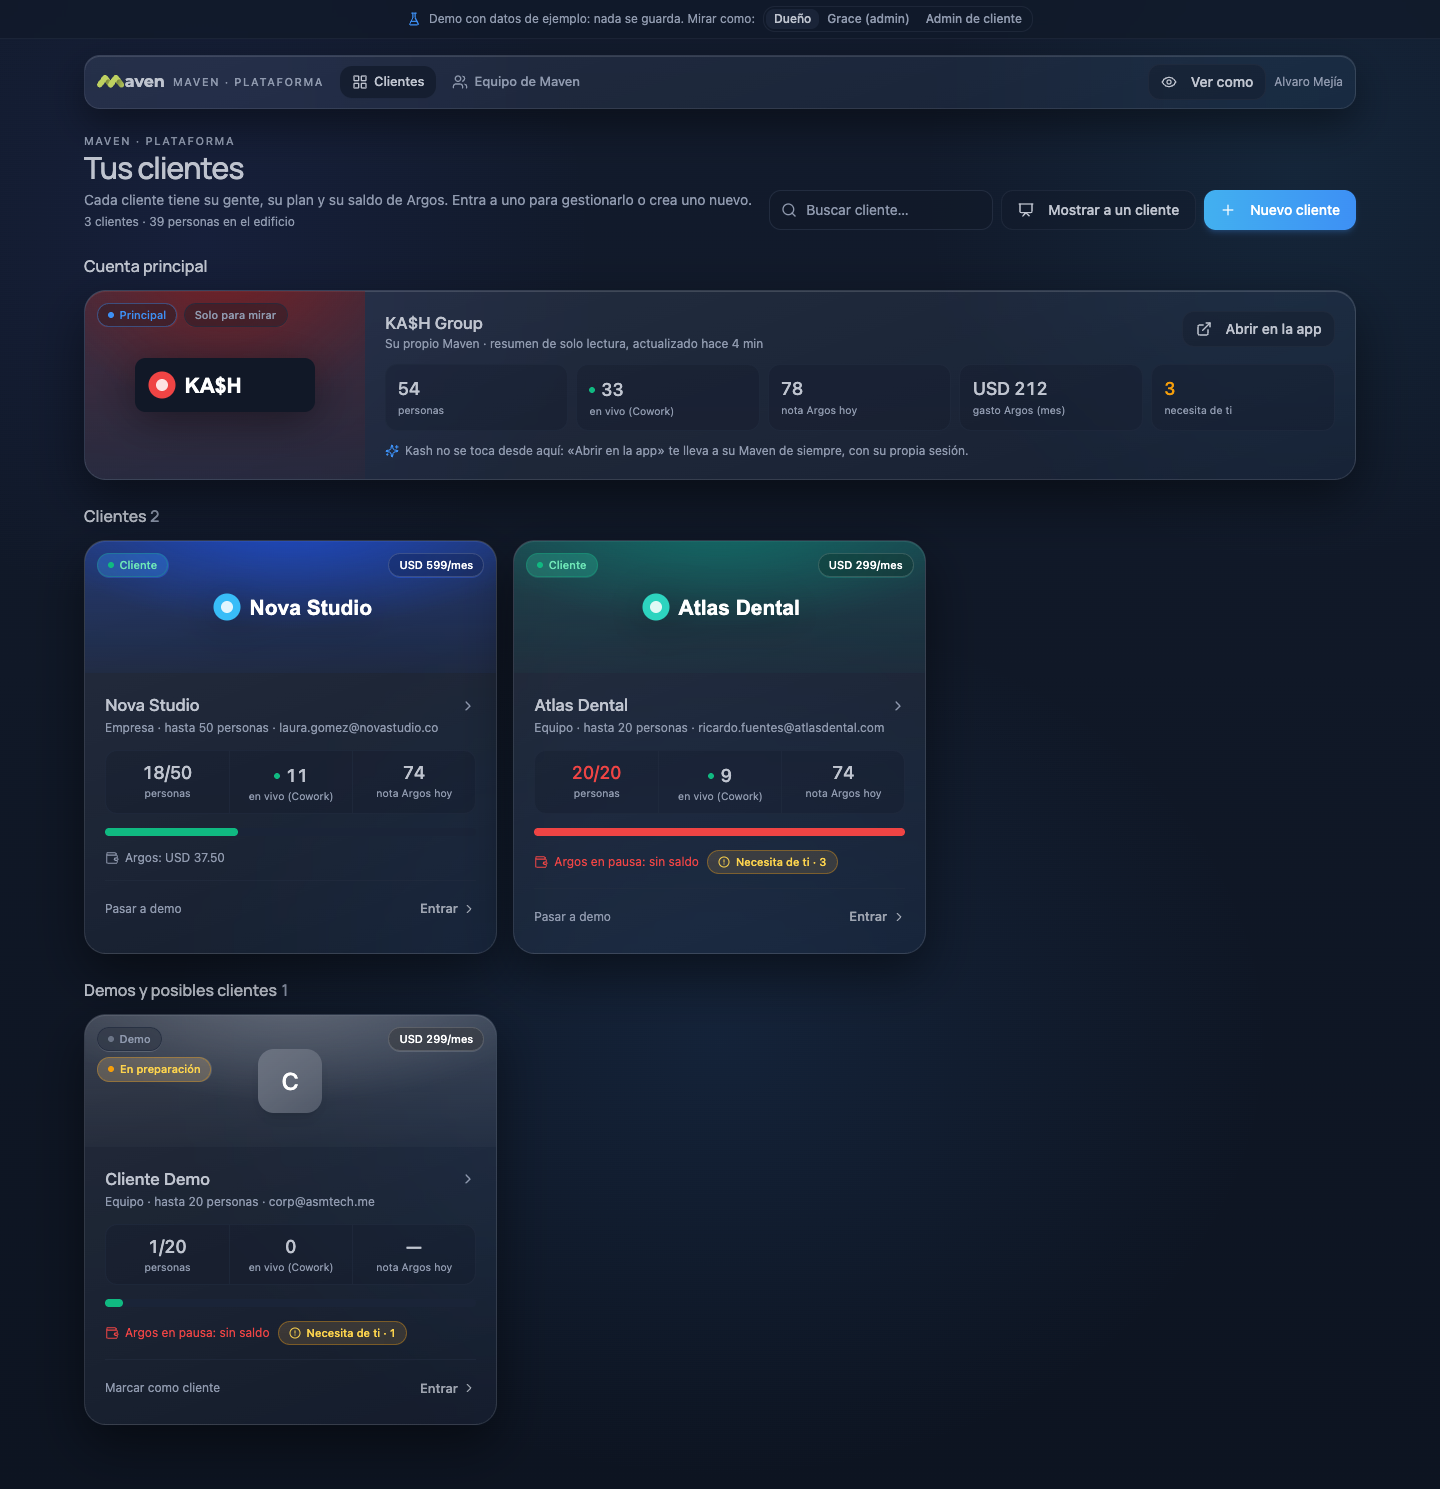 Demo con datos de ejemplo: nada se guarda. Mirar como: Dueño Grace (admin) Admin de cliente
Maven MAVEN · PLATAFORMA Clientes Equipo de Maven Ver como Alvaro Mejía
MAVEN · PLATAFORMA
Tus clientes
Cada cliente tiene su gente, su plan y su saldo de Argos. Entra a uno para gestionarlo o crea uno nuevo.
3 clientes · 39 personas en el edificio
Buscar cliente... Mostrar a un cliente Nuevo cliente
Cuenta principal
Principal Solo para mirar
KA$H
KA$H Group
Su propio Maven · resumen de solo lectura, actualizado hace 4 min
Abrir en la app
54 33 78 USD 212 3
personas en vivo (Cowork) nota Argos hoy gasto Argos (mes) necesita de ti
Kash no se toca desde aquí: «Abrir en la app» te lleva a su Maven de siempre, con su propia sesión.
Clientes 2
Cliente USD 599/mes
Nova Studio
Nova Studio
Empresa · hasta 50 personas · laura.gomez@novastudio.co
18/50 11 74
personas en vivo (Cowork) nota Argos hoy
Argos: USD 37.50
Pasar a demo Entrar
Cliente USD 299/mes
Atlas Dental
Atlas Dental
Equipo · hasta 20 personas · ricardo.fuentes@atlasdental.com
20/20 9 74
personas en vivo (Cowork) nota Argos hoy
Argos en pausa: sin saldo Necesita de ti · 3
Pasar a demo Entrar
Demos y posibles clientes 1
Demo USD 299/mes
En preparación
C
Cliente Demo
Equipo · hasta 20 personas · corp@asmtech.me
1/20 0 —
personas en vivo (Cowork) nota Argos hoy
Argos en pausa: sin saldo Necesita de ti · 1
Marcar como cliente Entrar